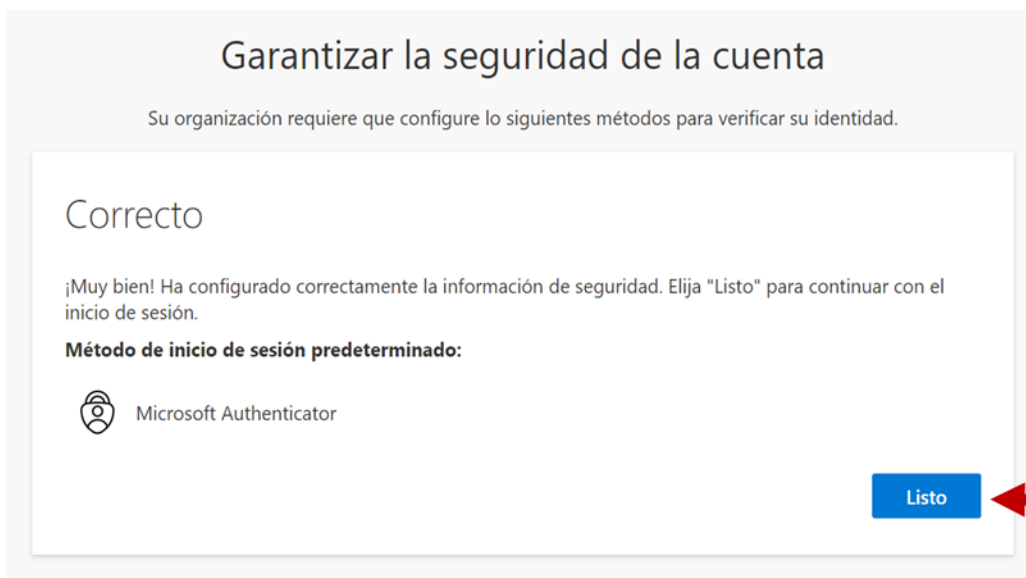 Garantizar la seguridad de la cuenta
Su organización requiere que configure lo siguientes métodos para verificar su identidad.
Correcto
¡Muy bien! Ha configurado correctamente la información de seguridad. Elija "Listo" para continuar con el
inicio de sesión.
Método de inicio de sesión predeterminado:
Microsoft Authenticator
Listo